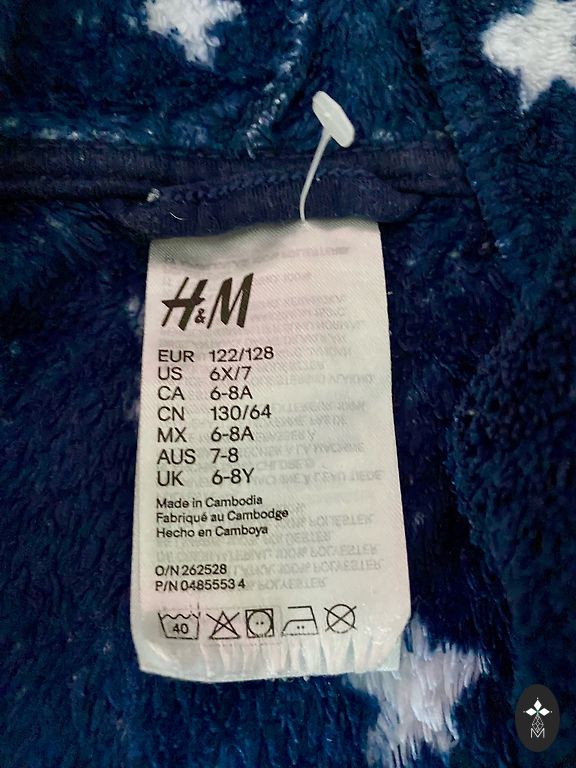 H&M
EUR 122/128
US 6X/7
CA 6-8A
CN 130/64
MX 6-8A
AUS 7-8
UK 6-8Y
Made in Cambodia
Fabriqué au Cambodge
Hecho en Camboya
O/N 262528
P/N 0485553 4
40